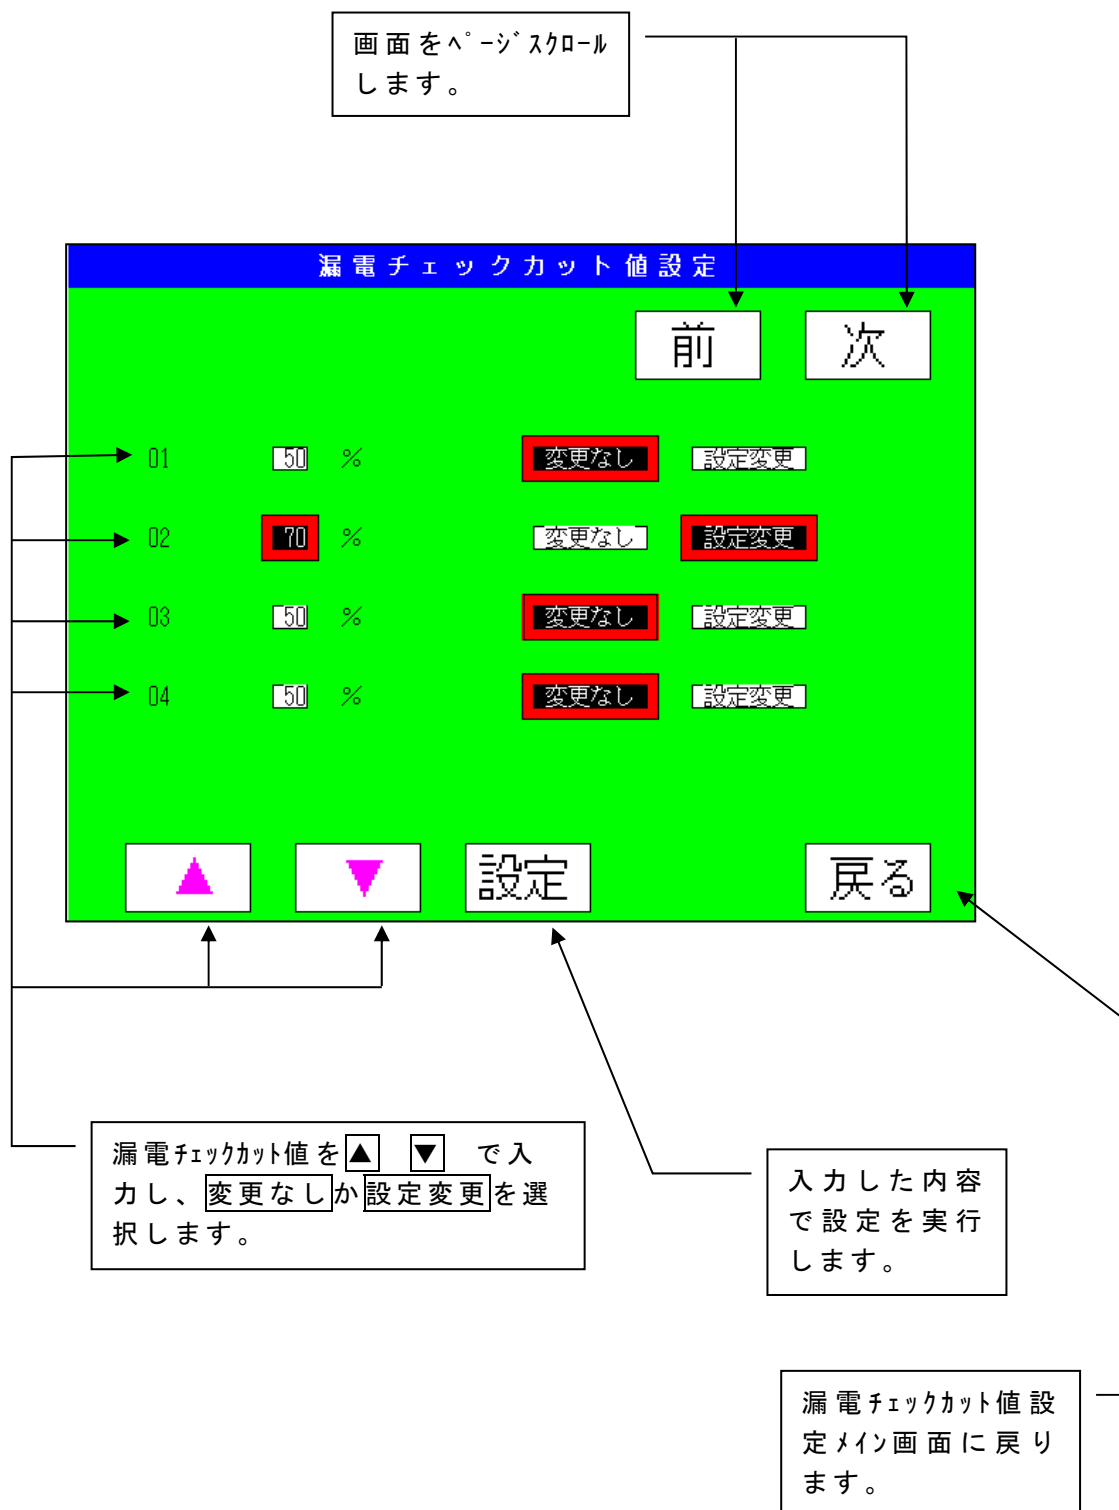 画面をﾍﾟｰｼﾞｽｸﾛｰﾙ
します。
漏電チェックカット値設定
前 次
01 50 % 変更なし 設定変更
02 70 % 変更なし 設定変更
03 50 % 変更なし 設定変更
04 50 % 変更なし 設定変更
▲ ▼ 設定 戻る
漏電ﾁｪｯｸｶｯﾄ値を▲ ▼ で入
力し、変更なしか設定変更を選
択します。
入力した内容
で設定を実行
します。
漏電ﾁｪｯｸｶｯﾄ値設
定ﾒｲﾝ画面に戻り
ます。